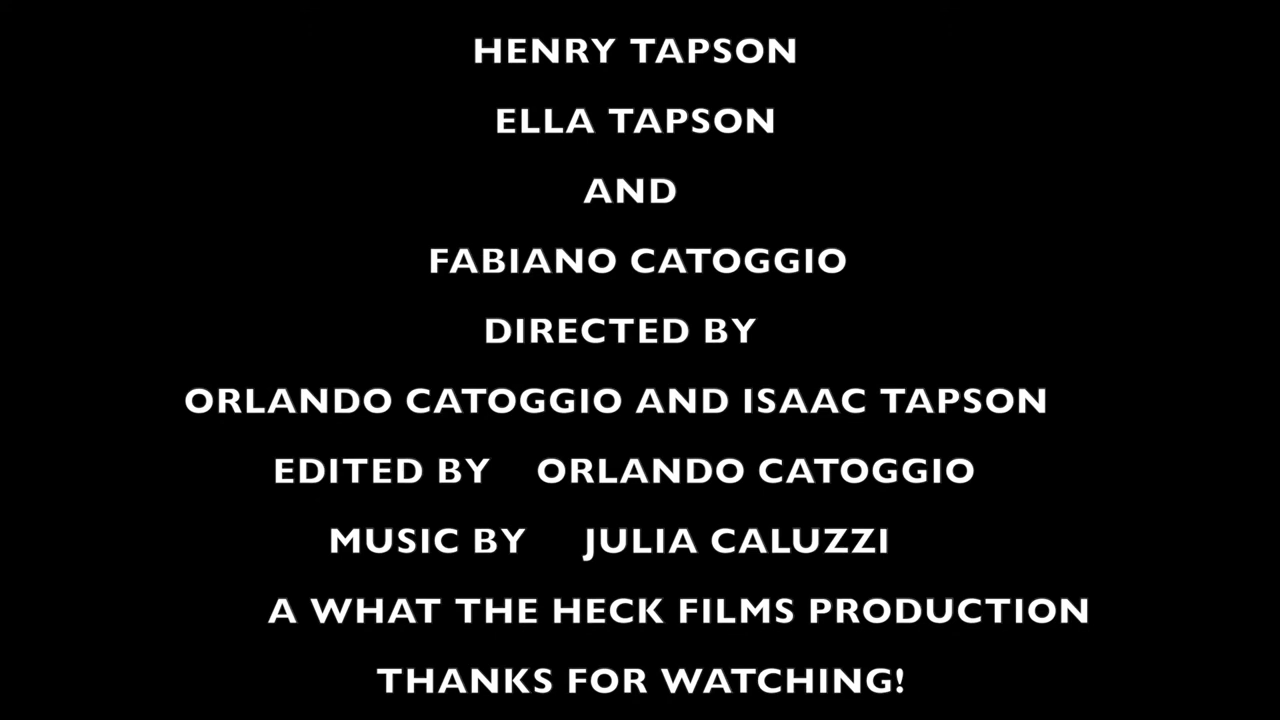 HENRY TAPSON
ELLA TAPSON
AND
FABIANO CATOGGIO
DIRECTED BY
ORLANDO CATOGGIO AND ISAAC TAPSON
EDITED BY ORLANDO CATOGGIO
MUSIC BY JULIA CALUZZI
A WHAT THE HECK FILMS PRODUCTION
THANKS FOR WATCHING!